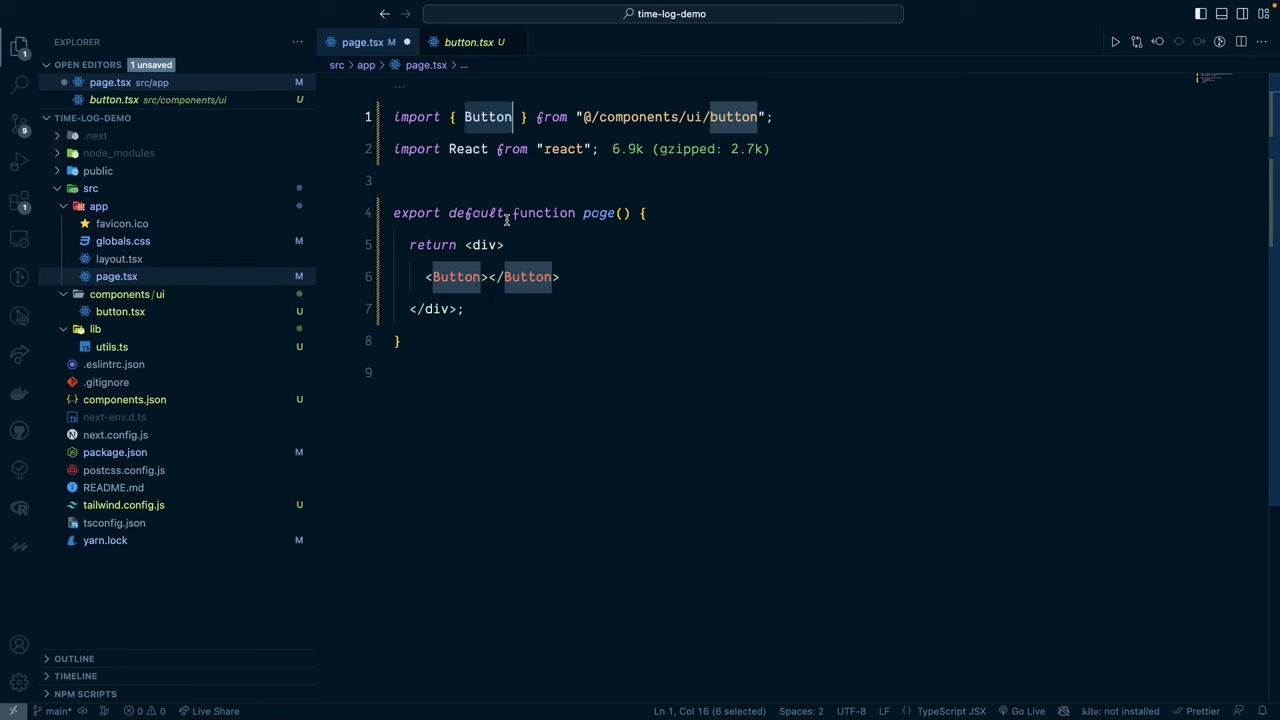 time-log-demo
EXPLORER
page.tsx M
button.tsx U
OPEN EDITORS 1 unsaved
src › app › page.tsx › ...
page.tsx src/app M
button.tsx src/components/ui U
TIME-LOG-DEMO
.next
node_modules
public
src
app
favicon.ico
globals.css M
layout.tsx
page.tsx M
components/ui
button.tsx U
lib
utils.ts U
.eslintrc.json
.gitignore
components.json U
next-env.d.ts
next.config.js
package.json M
postcss.config.js
README.md
tailwind.config.js U
tsconfig.json
yarn.lock M
OUTLINE
TIMELINE
NPM SCRIPTS
1
9
1
...
1 import { Button } from "@/components/ui/button";
2 import React from "react"; 6.9k (gzipped: 2.7k)
3
4 export default function page() {
5 return <div>
6 <Button></Button>
7 </div>;
8 }
9
main* 0 0 Live Share Ln 1, Col 16 (6 selected) Spaces: 2 UTF-8 LF {} TypeScript JSX Go Live kite: not installed Prettier